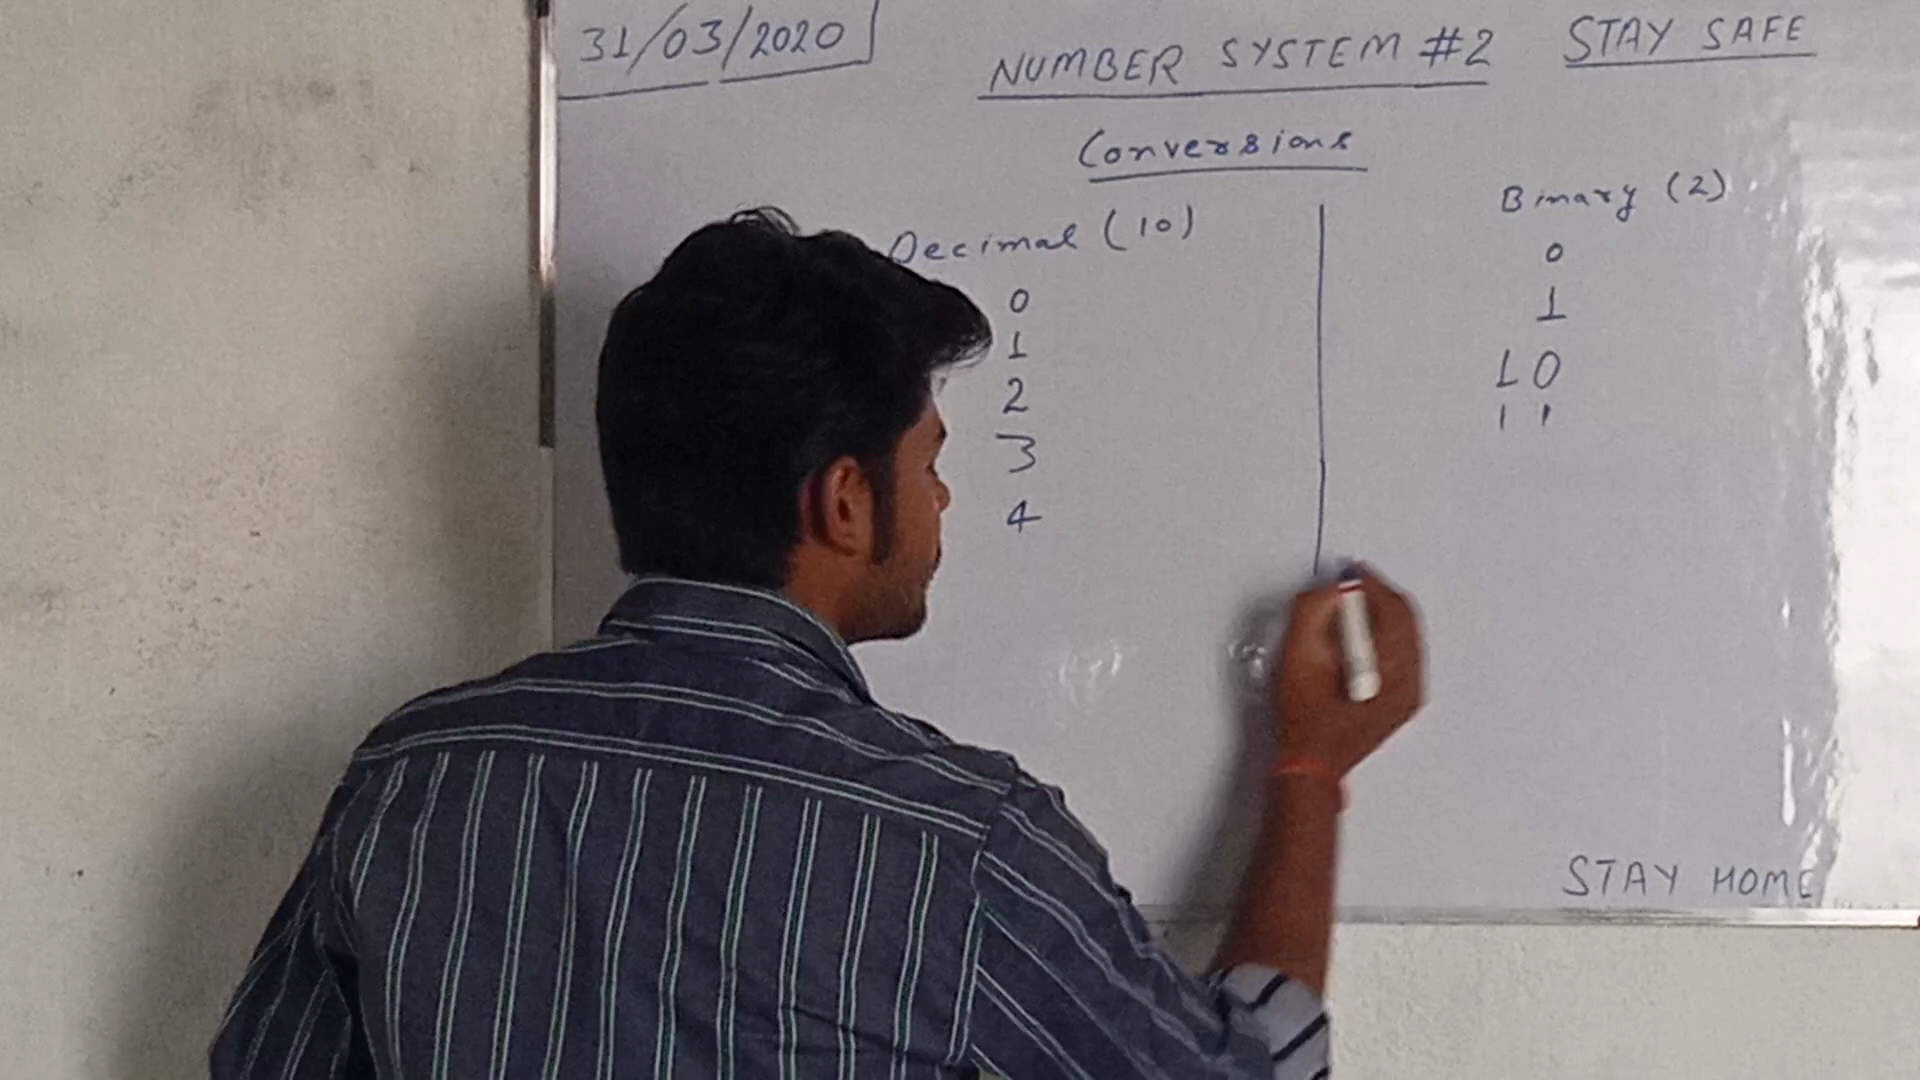 31/03/2020
NUMBER SYSTEM #2
STAY SAFE
Conversions
Decimal (10)
0
1
2
3
4
Binary (2)
0
1
10
11
STAY HOME